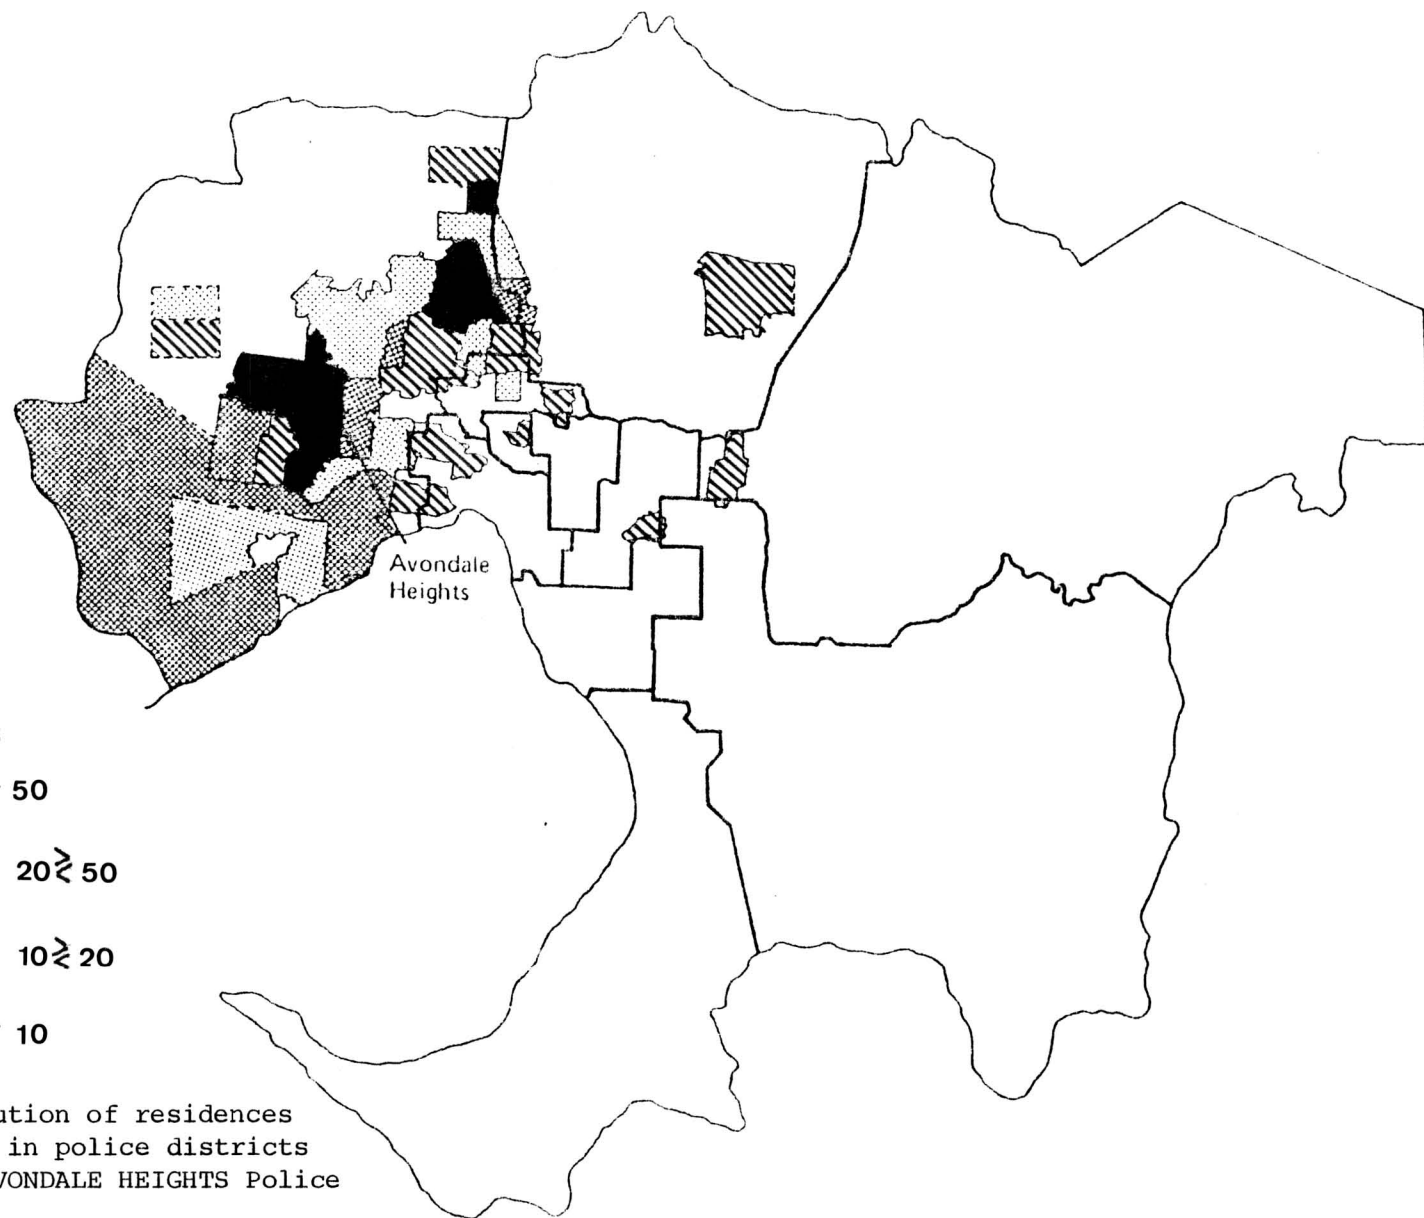 Avondale
Heights
50
20≷50
10≷20
10
ution of residences
in police districts
VONDALE HEIGHTS Police